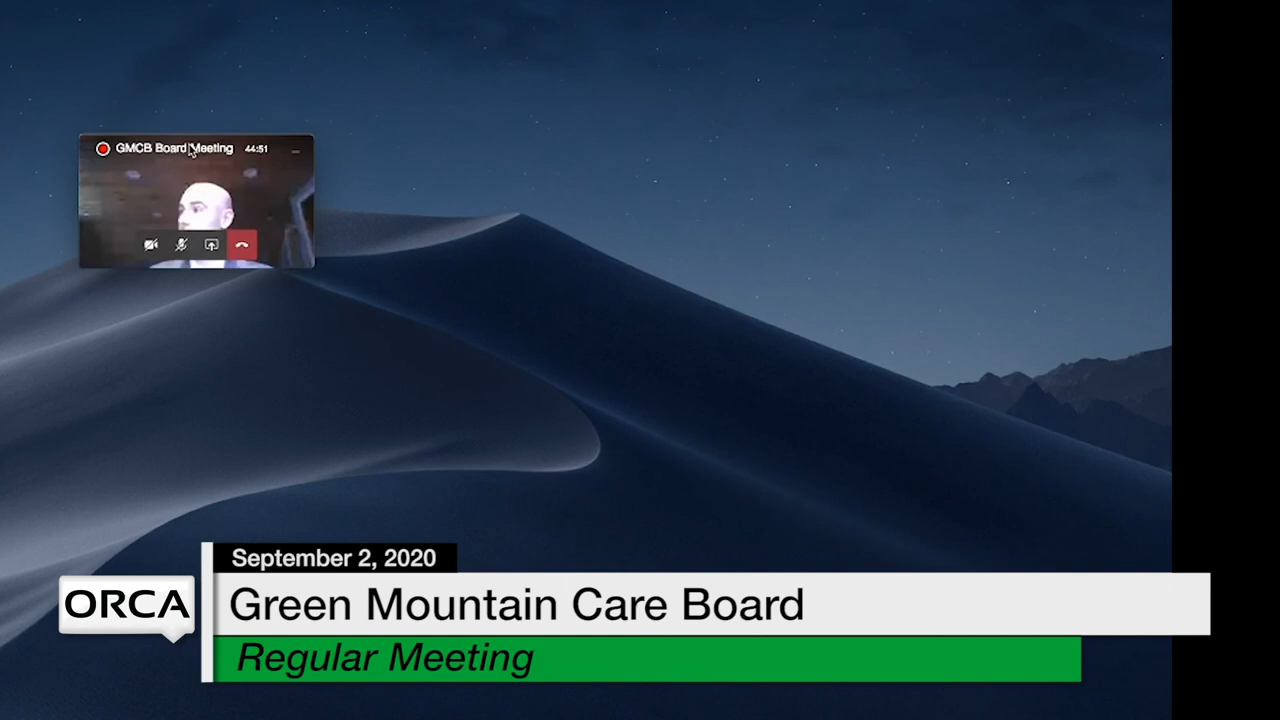 GMCB Board Meeting 44:51
September 2, 2020
ORCA
Green Mountain Care Board
Regular Meeting